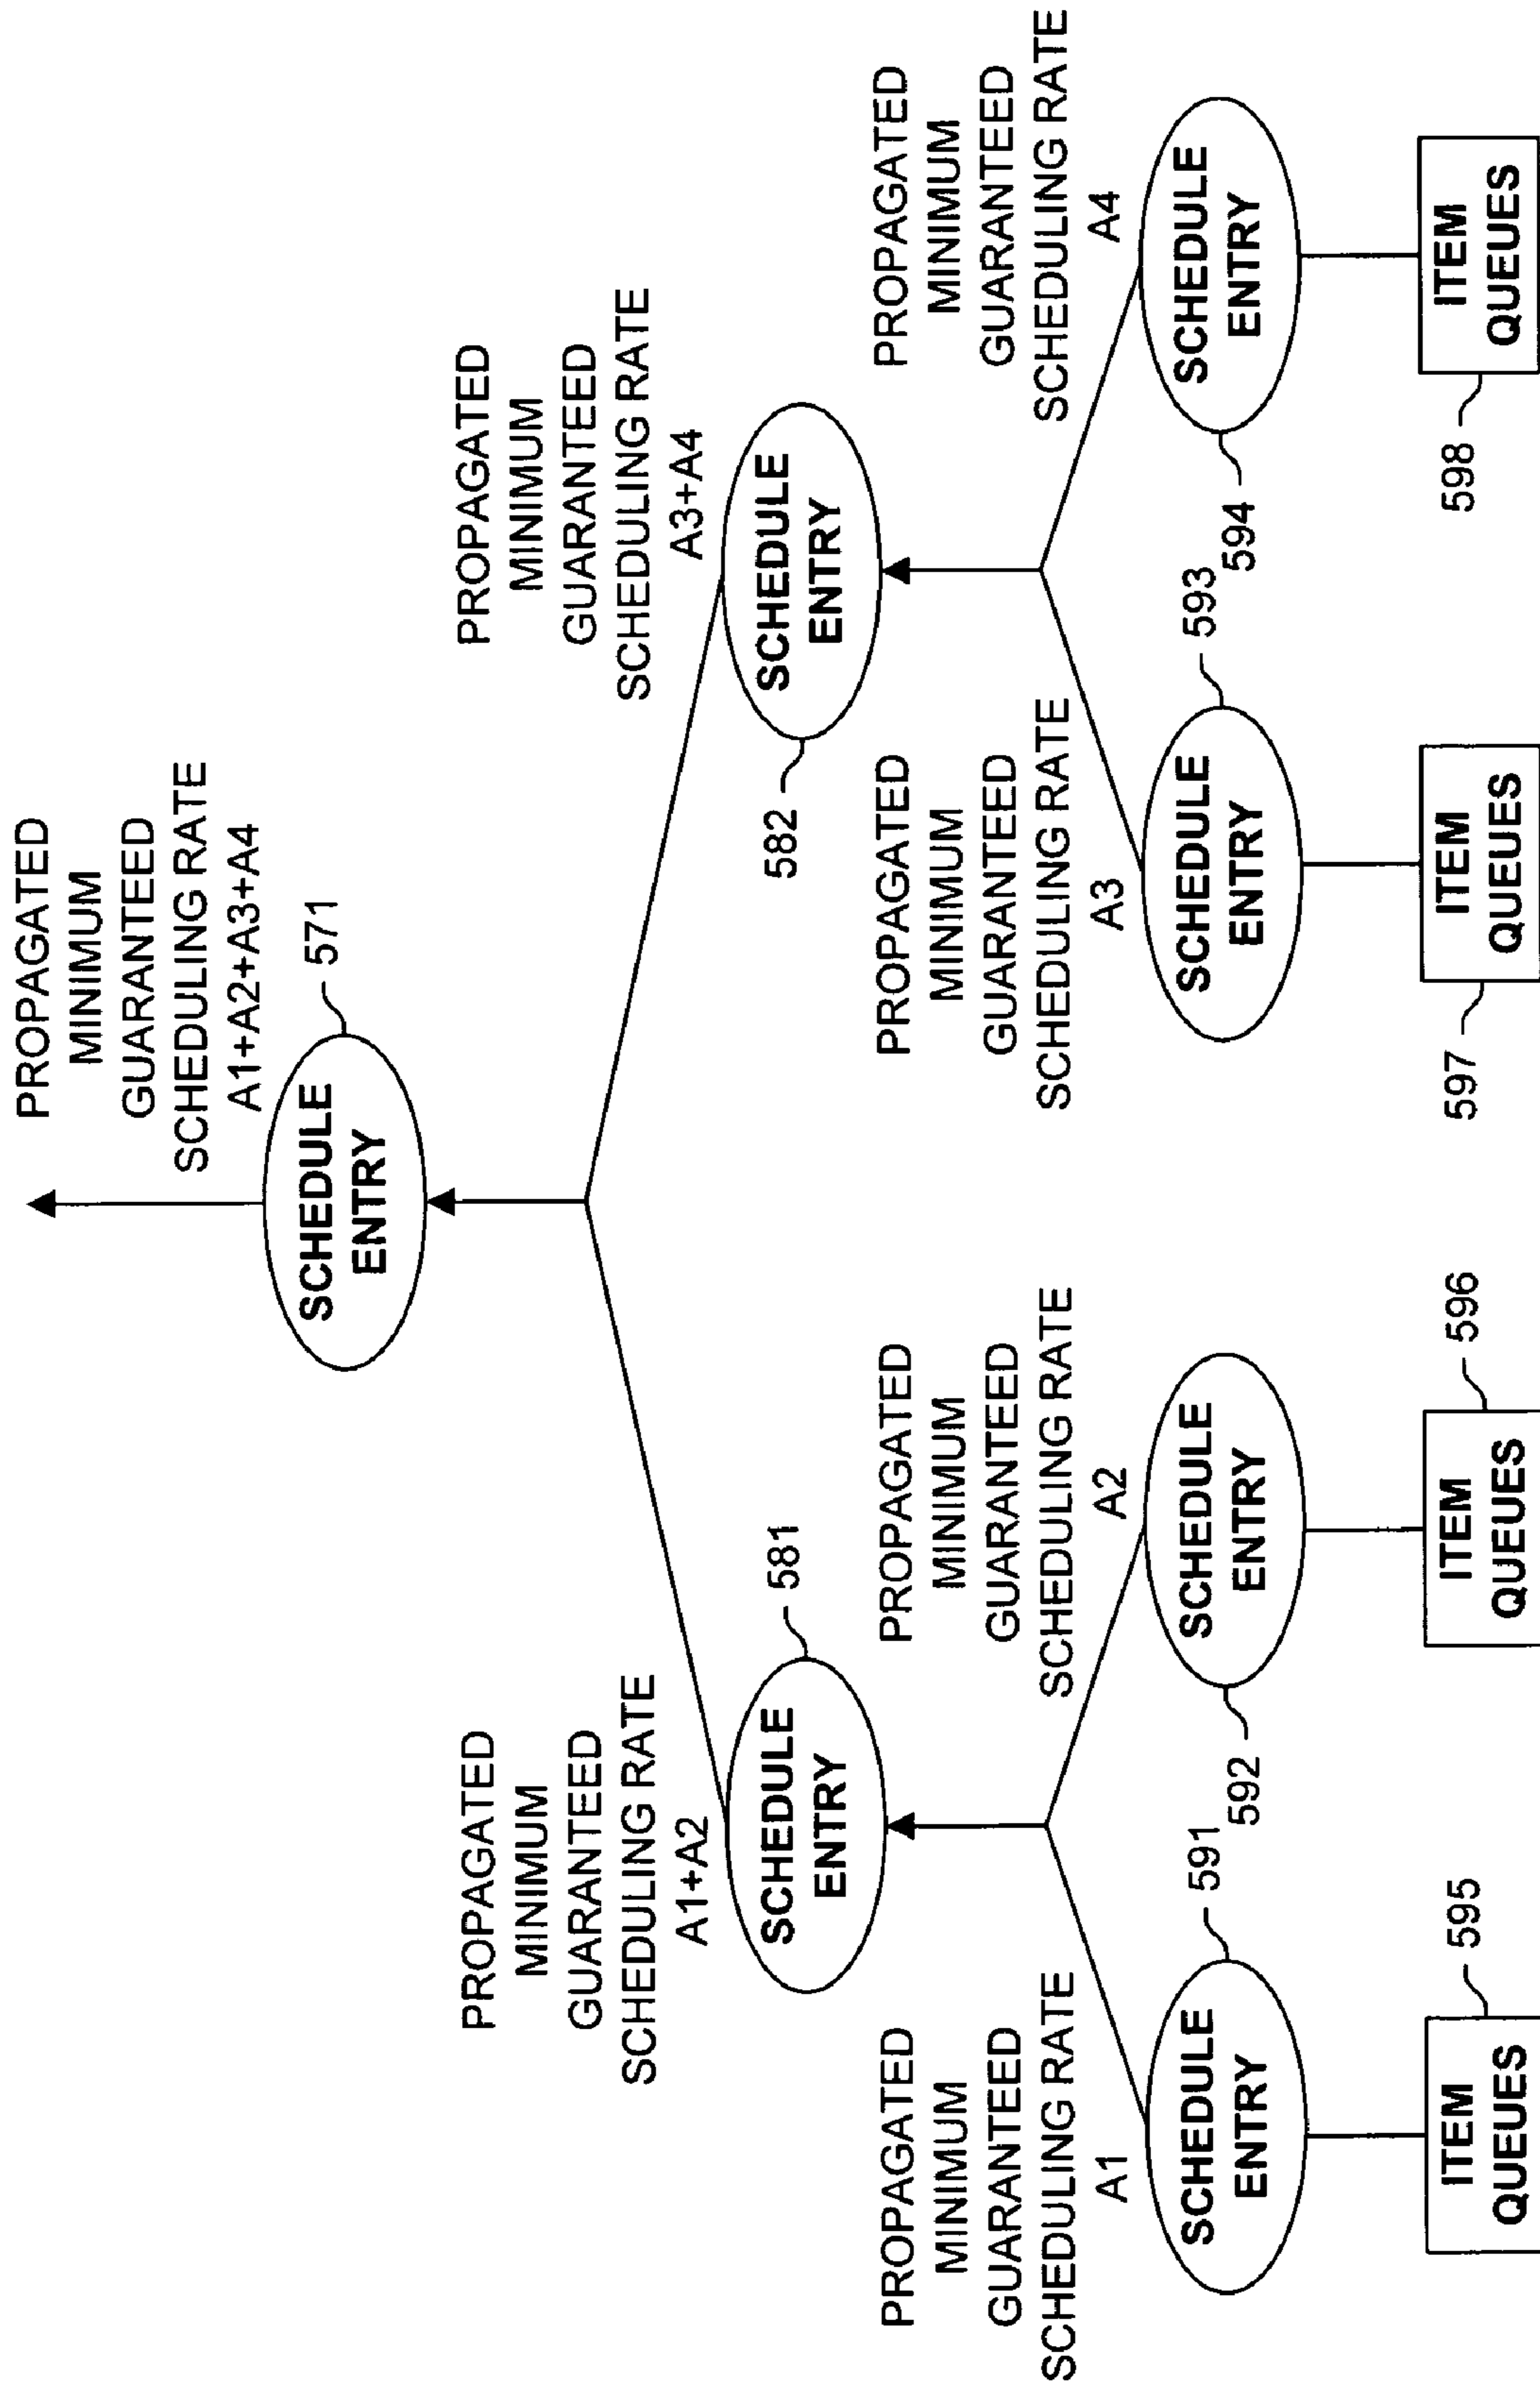 PROPAGATED
MINIMUM
GUARANTEED
SCHEDULING RATE
A1+A2+A3+A4
571
SCHEDULE
ENTRY
PROPAGATED
MINIMUM
GUARANTEED
SCHEDULING RATE
A1+A2
581
SCHEDULE
ENTRY
PROPAGATED
MINIMUM
GUARANTEED
SCHEDULING RATE
A3+A4
582
SCHEDULE
ENTRY
PROPAGATED
MINIMUM
GUARANTEED
SCHEDULING RATE
A1
591
SCHEDULE
ENTRY
PROPAGATED
MINIMUM
GUARANTEED
SCHEDULING RATE
A2
592
SCHEDULE
ENTRY
PROPAGATED
MINIMUM
GUARANTEED
SCHEDULING RATE
A3
593
SCHEDULE
ENTRY
PROPAGATED
MINIMUM
GUARANTEED
SCHEDULING RATE
A4
594
SCHEDULE
ENTRY
595
ITEM
QUEUES
596
ITEM
QUEUES
597
ITEM
QUEUES
598
ITEM
QUEUES